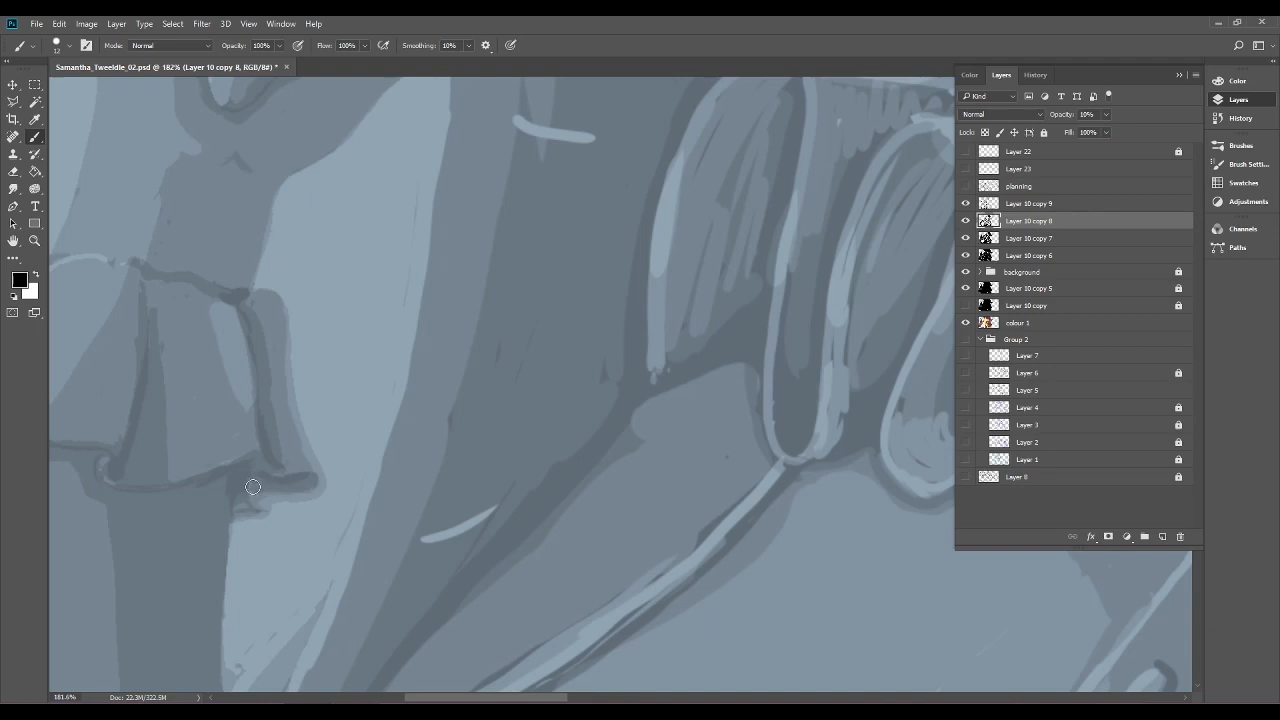 Ps File Edit Image Layer Type Select Filter 3D View Window Help
12 Mode: Normal Opacity: 100% Flow: 100% Smoothing: 10%
Samantha_Tweeldle_02.psd @ 182% (Layer 10 copy 8, RGB/8#) *
Color Layers History
Kind
Normal Opacity: 10%
Lock: Fill: 100%
Layer 22
Layer 23
planning
Layer 10 copy 9
Layer 10 copy 8
Layer 10 copy 7
Layer 10 copy 6
background
Layer 10 copy 5
Layer 10 copy
colour 1
Group 2
Layer 7
Layer 6
Layer 5
Layer 4
Layer 3
Layer 2
Layer 1
fx
Color
Layers
History
Brushes
Brush Setti...
Swatches
Adjustments
Channels
Paths
181.6% Doc: 22.3M/322.5M